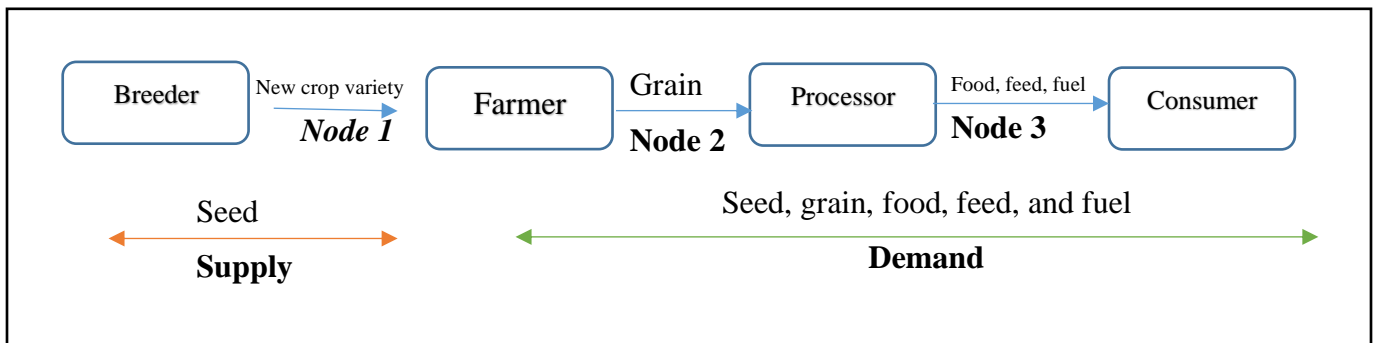 Breeder
New crop variety
Node 1
Farmer
Grain
Node 2
Processor
Food, feed, fuel
Node 3
Consumer
Seed
Supply
Seed, grain, food, feed, and fuel
Demand